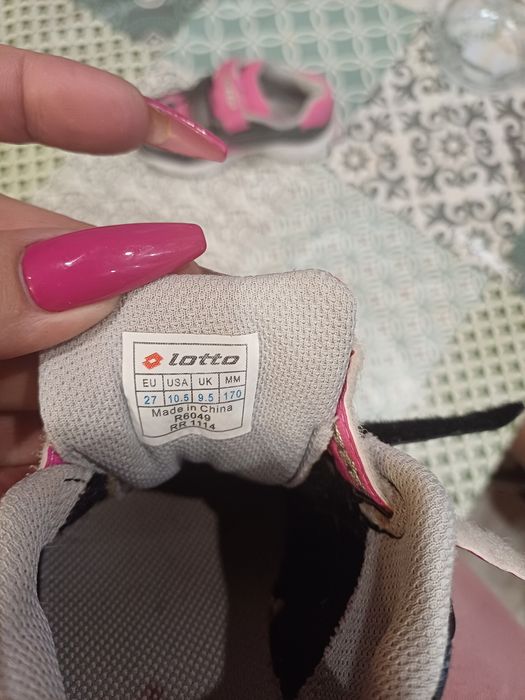 lotto
EU USA UK MM
27 10.5 9.5 170
Made in China
R6049
RR 1114